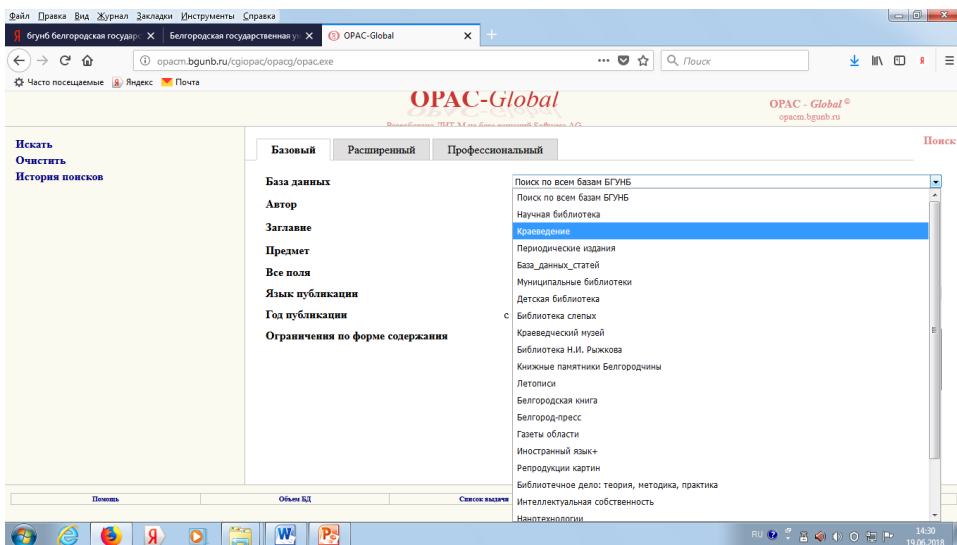 Файл Правка Вид Журнал Закладки Инструменты Справка
бгунб белгородская государс
Белгородская государственная ун
OPAC-Global
opacm.bgunb.ru/cgiopac/opacg/opac.exe
Поиск
Часто посещаемые Яндекс Почта
OPAC-Global
OPAC - Global ©
opacm.bgunb.ru
Искать
Очистить
История поисков
Поиск
Базовый Расширенный Профессиональный
База данных
Автор
Заглавие
Предмет
Все поля
Язык публикации
Год публикации с
Ограничения по форме содержания
Поиск по всем базам БГУНБ
Поиск по всем базам БГУНБ
Научная библиотека
Краеведение
Периодические издания
База_данных_статей
Муниципальные библиотеки
Детская библиотека
Библиотека слепых
Краеведческий музей
Библиотека Н.И. Рыжкова
Книжные памятники Белгородчины
Летописи
Белгородская книга
Белгород-пресс
Газеты области
Иностранный язык+
Репродукции картин
Библиотечное дело: теория, методика, практика
Интеллектуальная собственность
Нанотехнологии
Помощь Объем БД Список выдачи
RU
14:30
19.06.2018